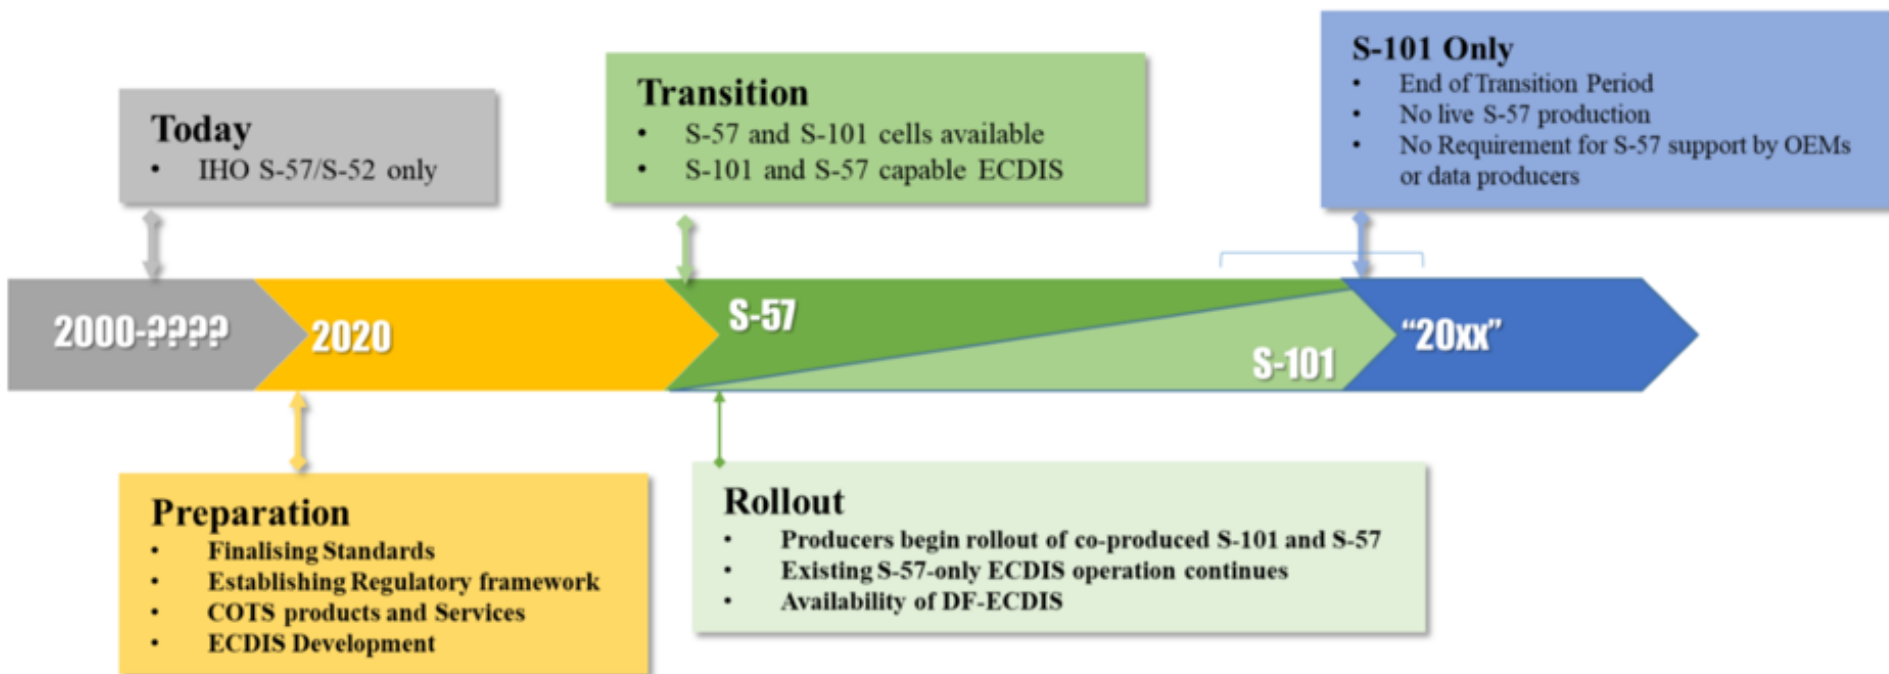 Today
• IHO S-57/S-52 only
Transition
• S-57 and S-101 cells available
• S-101 and S-57 capable ECDIS
S-101 Only
• End of Transition Period
• No live S-57 production
• No Requirement for S-57 support by OEMs
or data producers
2000-????
2020
S-57
S-101
“20xx”
Preparation
• Finalising Standards
• Establishing Regulatory framework
• COTS products and Services
• ECDIS Development
Rollout
• Producers begin rollout of co-produced S-101 and S-57
• Existing S-57-only ECDIS operation continues
• Availability of DF-ECDIS